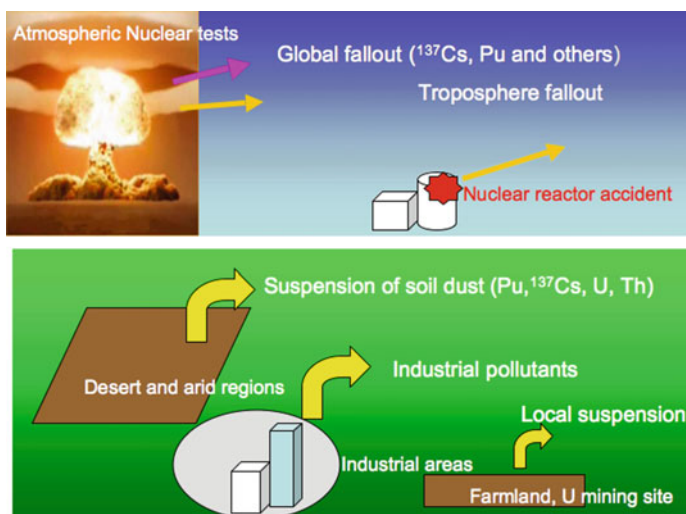 Atmospheric Nuclear tests
Global fallout (¹³⁷Cs, Pu and others)
Troposphere fallout
Nuclear reactor accident
Suspension of soil dust (Pu,¹³⁷Cs, U, Th)
Desert and arid regions
Industrial pollutants
Local suspension
Industrial areas
Farmland, U mining site